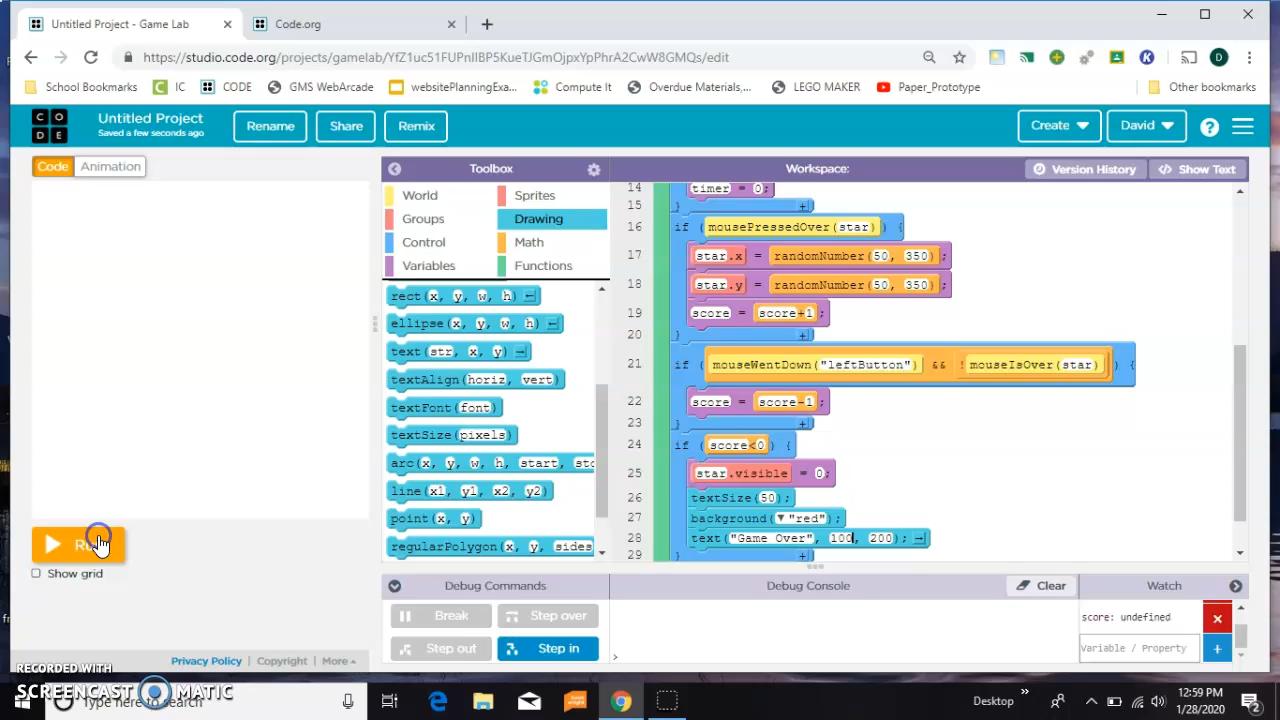 Untitled Project - Game Lab
Code.org
https://studio.code.org/projects/gamelab/YfZ1uc51FUPnIIBP5KueTJGmOjpxYpPhrA2CwW8GMQs/edit
D
School Bookmarks
IC
CODE
GMS WebArcade
websitePlanningExa...
Compute It
Overdue Materials,...
LEGO MAKER
Paper_Prototype
Other bookmarks
C O D E
Untitled Project
Saved a few seconds ago
Rename
Share
Remix
Create
David
?
Code
Animation
Toolbox
Workspace:
Version History
</> Show Text
World
Sprites
Groups
Drawing
Control
Math
Variables
Functions
rect(x, y, w, h)
ellipse(x, y, w, h)
text(str, x, y)
textAlign(horiz, vert)
textFont(font)
textSize(pixels)
arc(x, y, w, h, start, sto
line(x1, y1, x2, y2)
point(x, y)
regularPolygon(x, y, sides
14 timer = 0;
15 }
16 if (mousePressedOver(star)) {
17 star.x = randomNumber(50, 350);
18 star.y = randomNumber(50, 350);
19 score = score+1;
20 }
21 if (mouseWentDown("leftButton") && !mouseIsOver(star)) {
22 score = score-1;
23 }
24 if (score<0) {
25 star.visible = 0;
26 textSize(50);
27 background("red");
28 text("Game Over", 100, 200);
29 }
Show grid
Debug Commands
Debug Console
Clear
Watch
Break
Step over
Step out
Step in
>
score: undefined
Variable / Property
Privacy Policy | Copyright | More
RECORDED WITH
SCREENCAST MATIC
Type here to search
Desktop
12:59 PM
1/28/2020
2